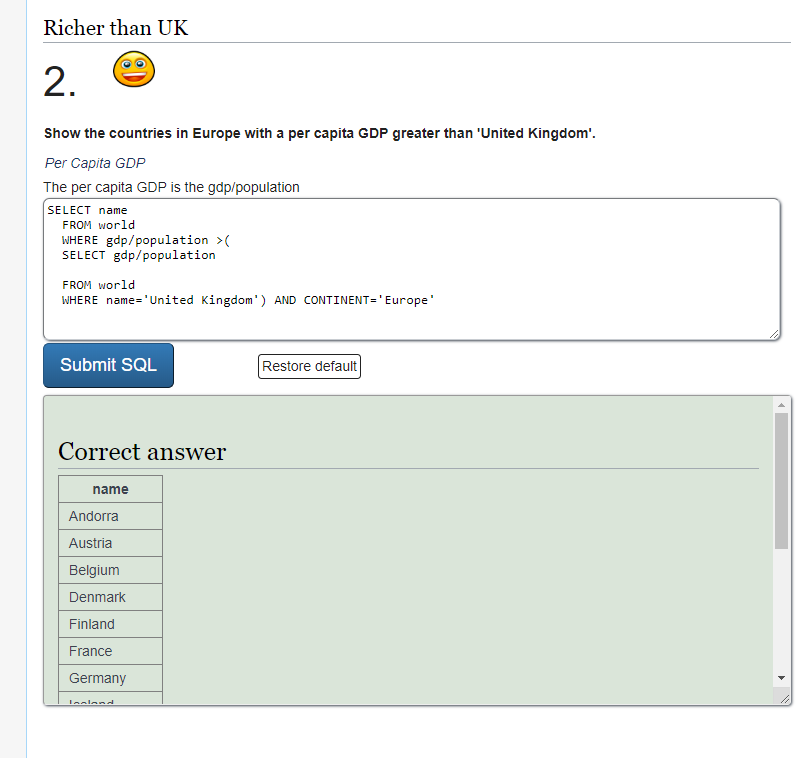 Richer than UK
2.
Show the countries in Europe with a per capita GDP greater than 'United Kingdom'.
Per Capita GDP
The per capita GDP is the gdp/population
SELECT name
FROM world
WHERE gdp/population >(
SELECT gdp/population
FROM world
WHERE name='United Kingdom') AND CONTINENT='Europe'
Submit SQL
Restore default
Correct answer
name
Andorra
Austria
Belgium
Denmark
Finland
France
Germany
Iceland